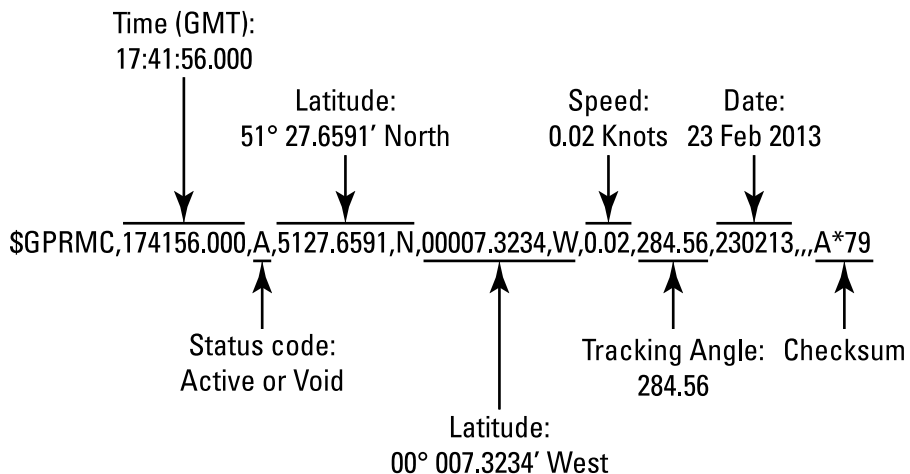 Time (GMT):
17:41:56.000
Latitude:
51° 27.6591′ North
Speed:
0.02 Knots
Date:
23 Feb 2013
$GPRMC,174156.000,A,5127.6591,N,00007.3234,W,0.02,284.56,230213,,,A*79
Status code:
Active or Void
Latitude:
00° 007.3234′ West
Tracking Angle:
284.56
Checksum